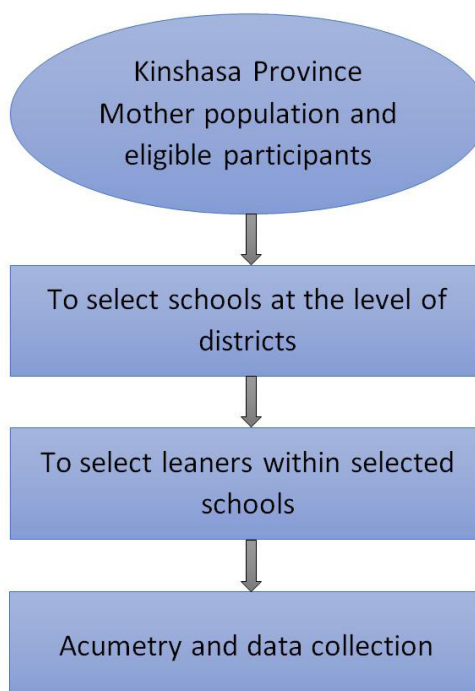 Kinshasa Province
Mother population and
eligible participants
To select schools at the level of
districts
To select leaners within selected
schools
Acumetry and data collection